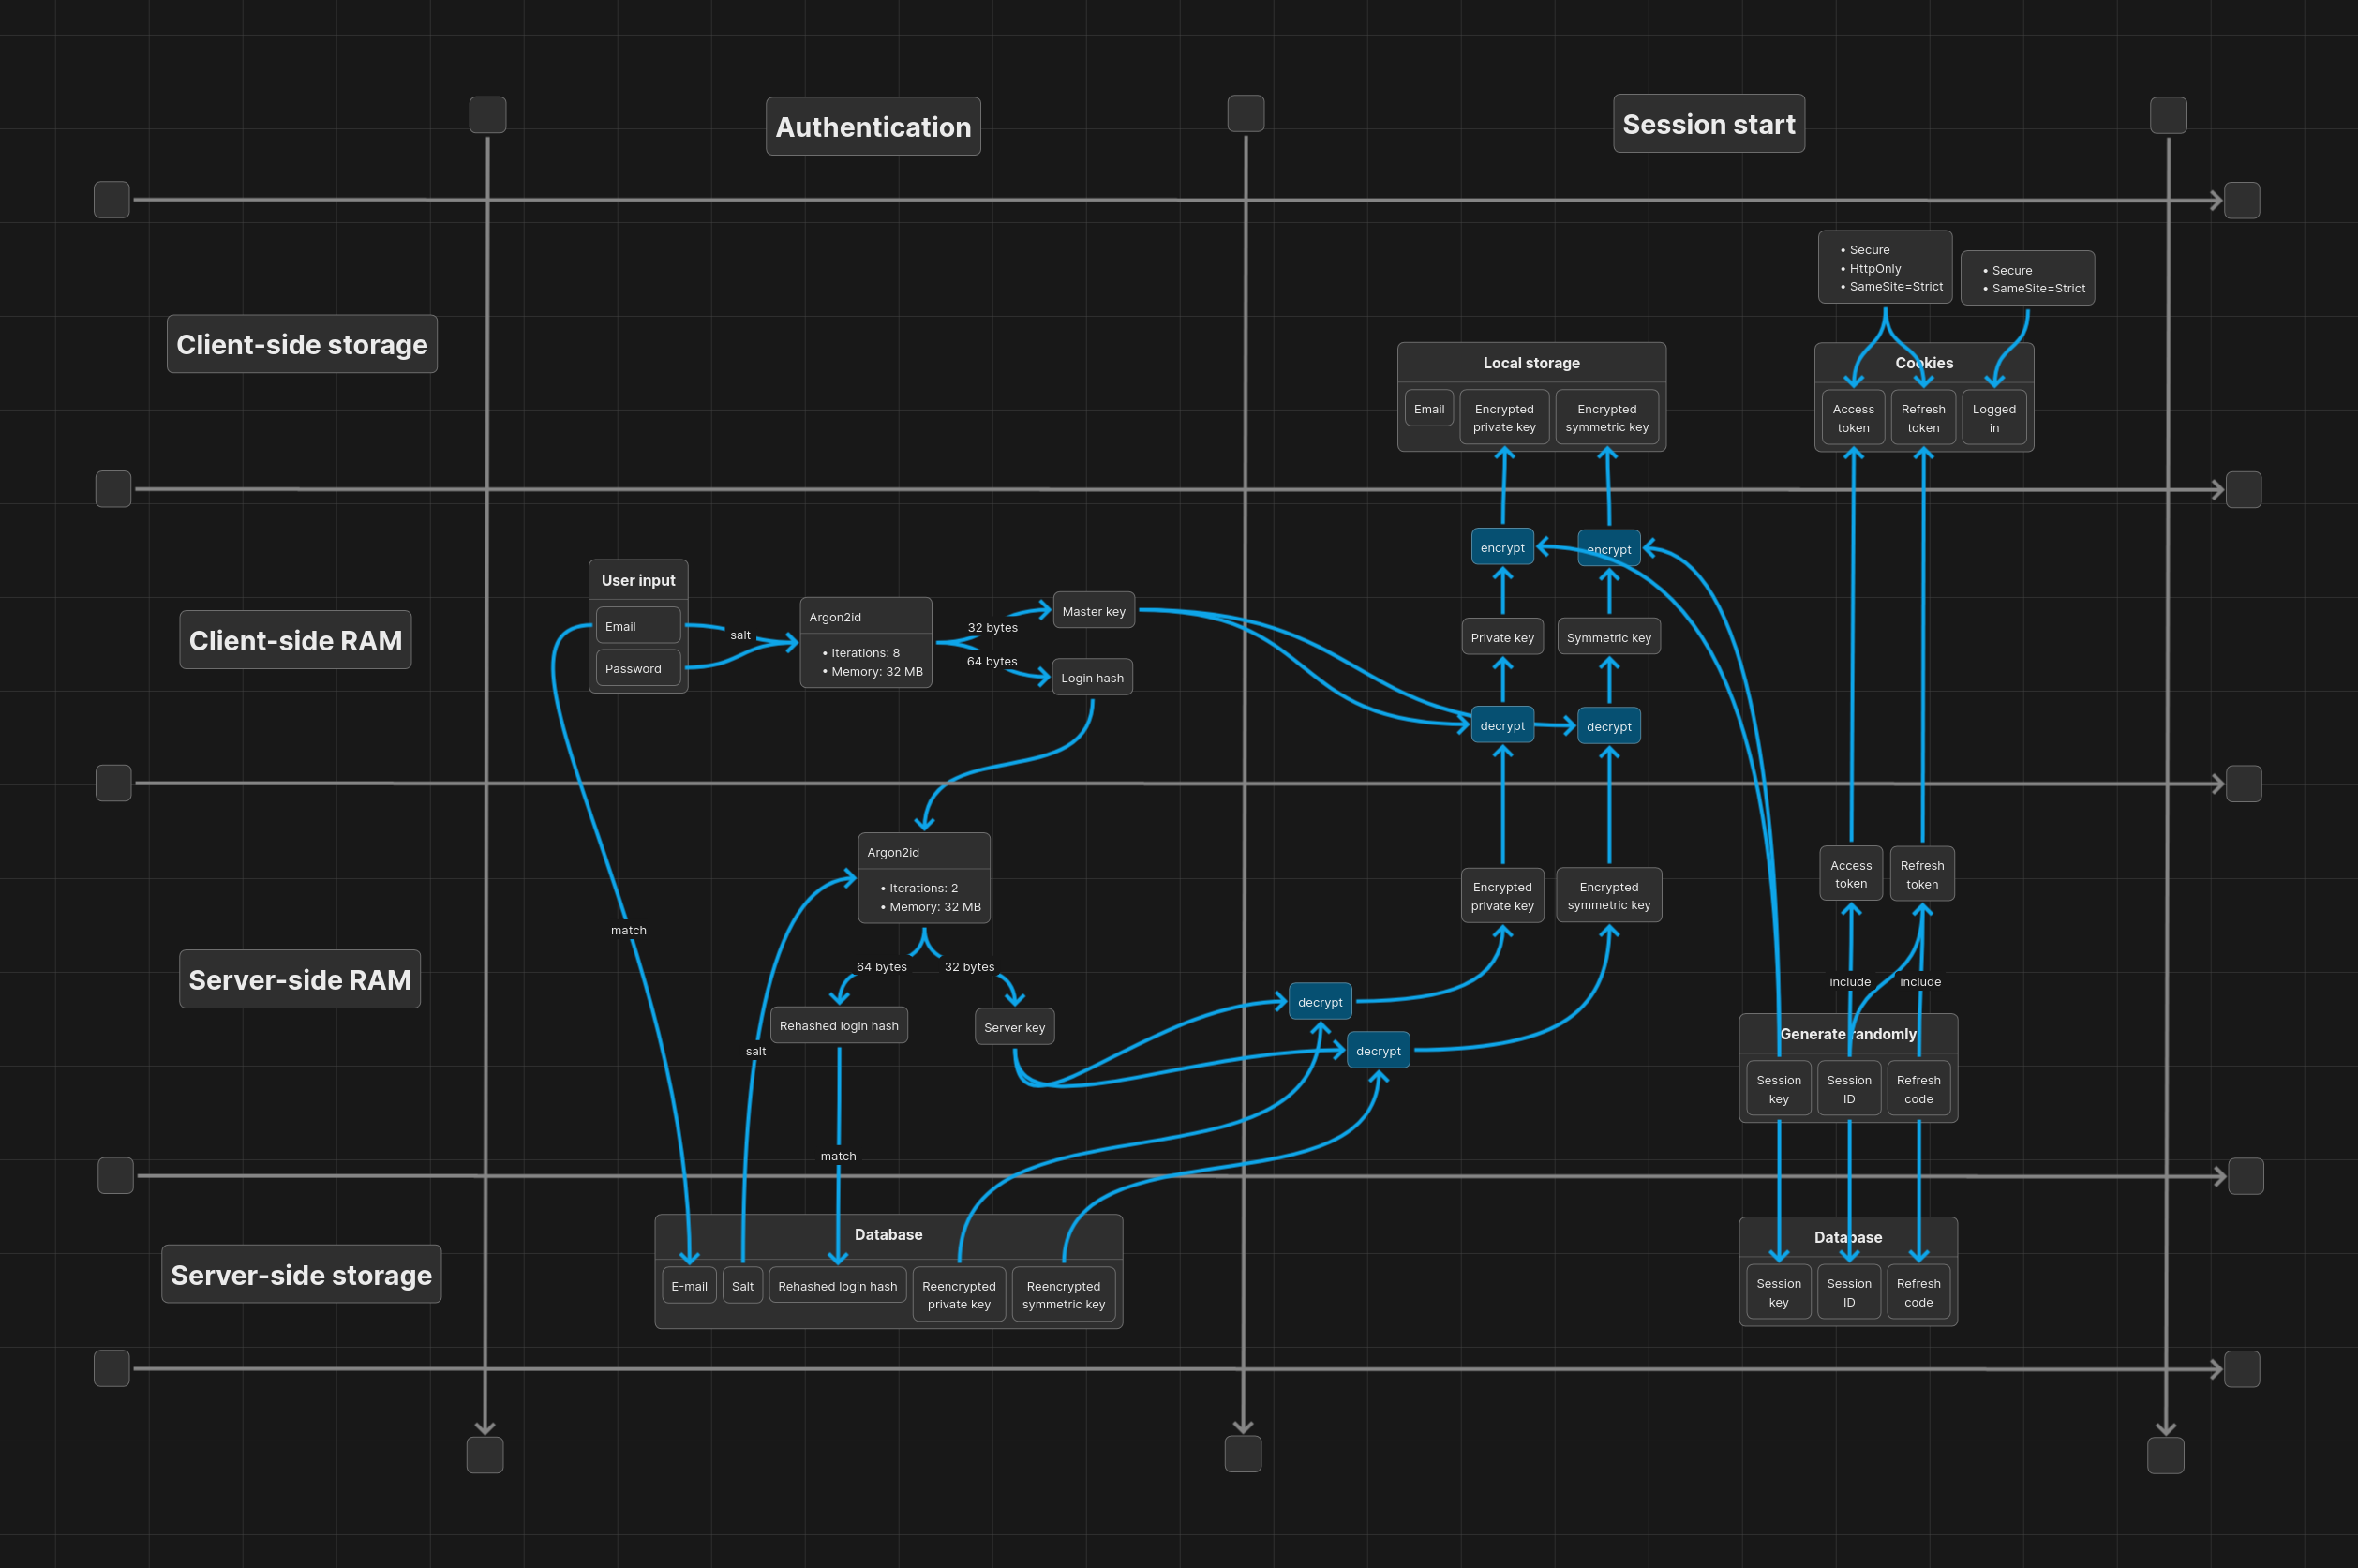 Authentication
Session start
• Secure
• HttpOnly
• SameSite=Strict
• Secure
• SameSite=Strict
Client-side storage
Local storage
Email
Encrypted
private key
Encrypted
symmetric key
Cookies
Access
token
Refresh
token
Logged
in
Client-side RAM
User input
Email
Password
salt
Argon2id
• Iterations: 8
• Memory: 32 MB
32 bytes
64 bytes
Master key
Login hash
encrypt
encrypt
Private key
Symmetric key
decrypt
decrypt
Server-side RAM
match
Argon2id
• Iterations: 2
• Memory: 32 MB
64 bytes
32 bytes
salt
Rehashed login hash
Server key
match
decrypt
decrypt
Encrypted
private key
Encrypted
symmetric key
Access
token
Refresh
token
include
include
Generate randomly
Session
key
Session
ID
Refresh
code
Server-side storage
Database
E-mail
Salt
Rehashed login hash
Reencrypted
private key
Reencrypted
symmetric key
Database
Session
key
Session
ID
Refresh
code